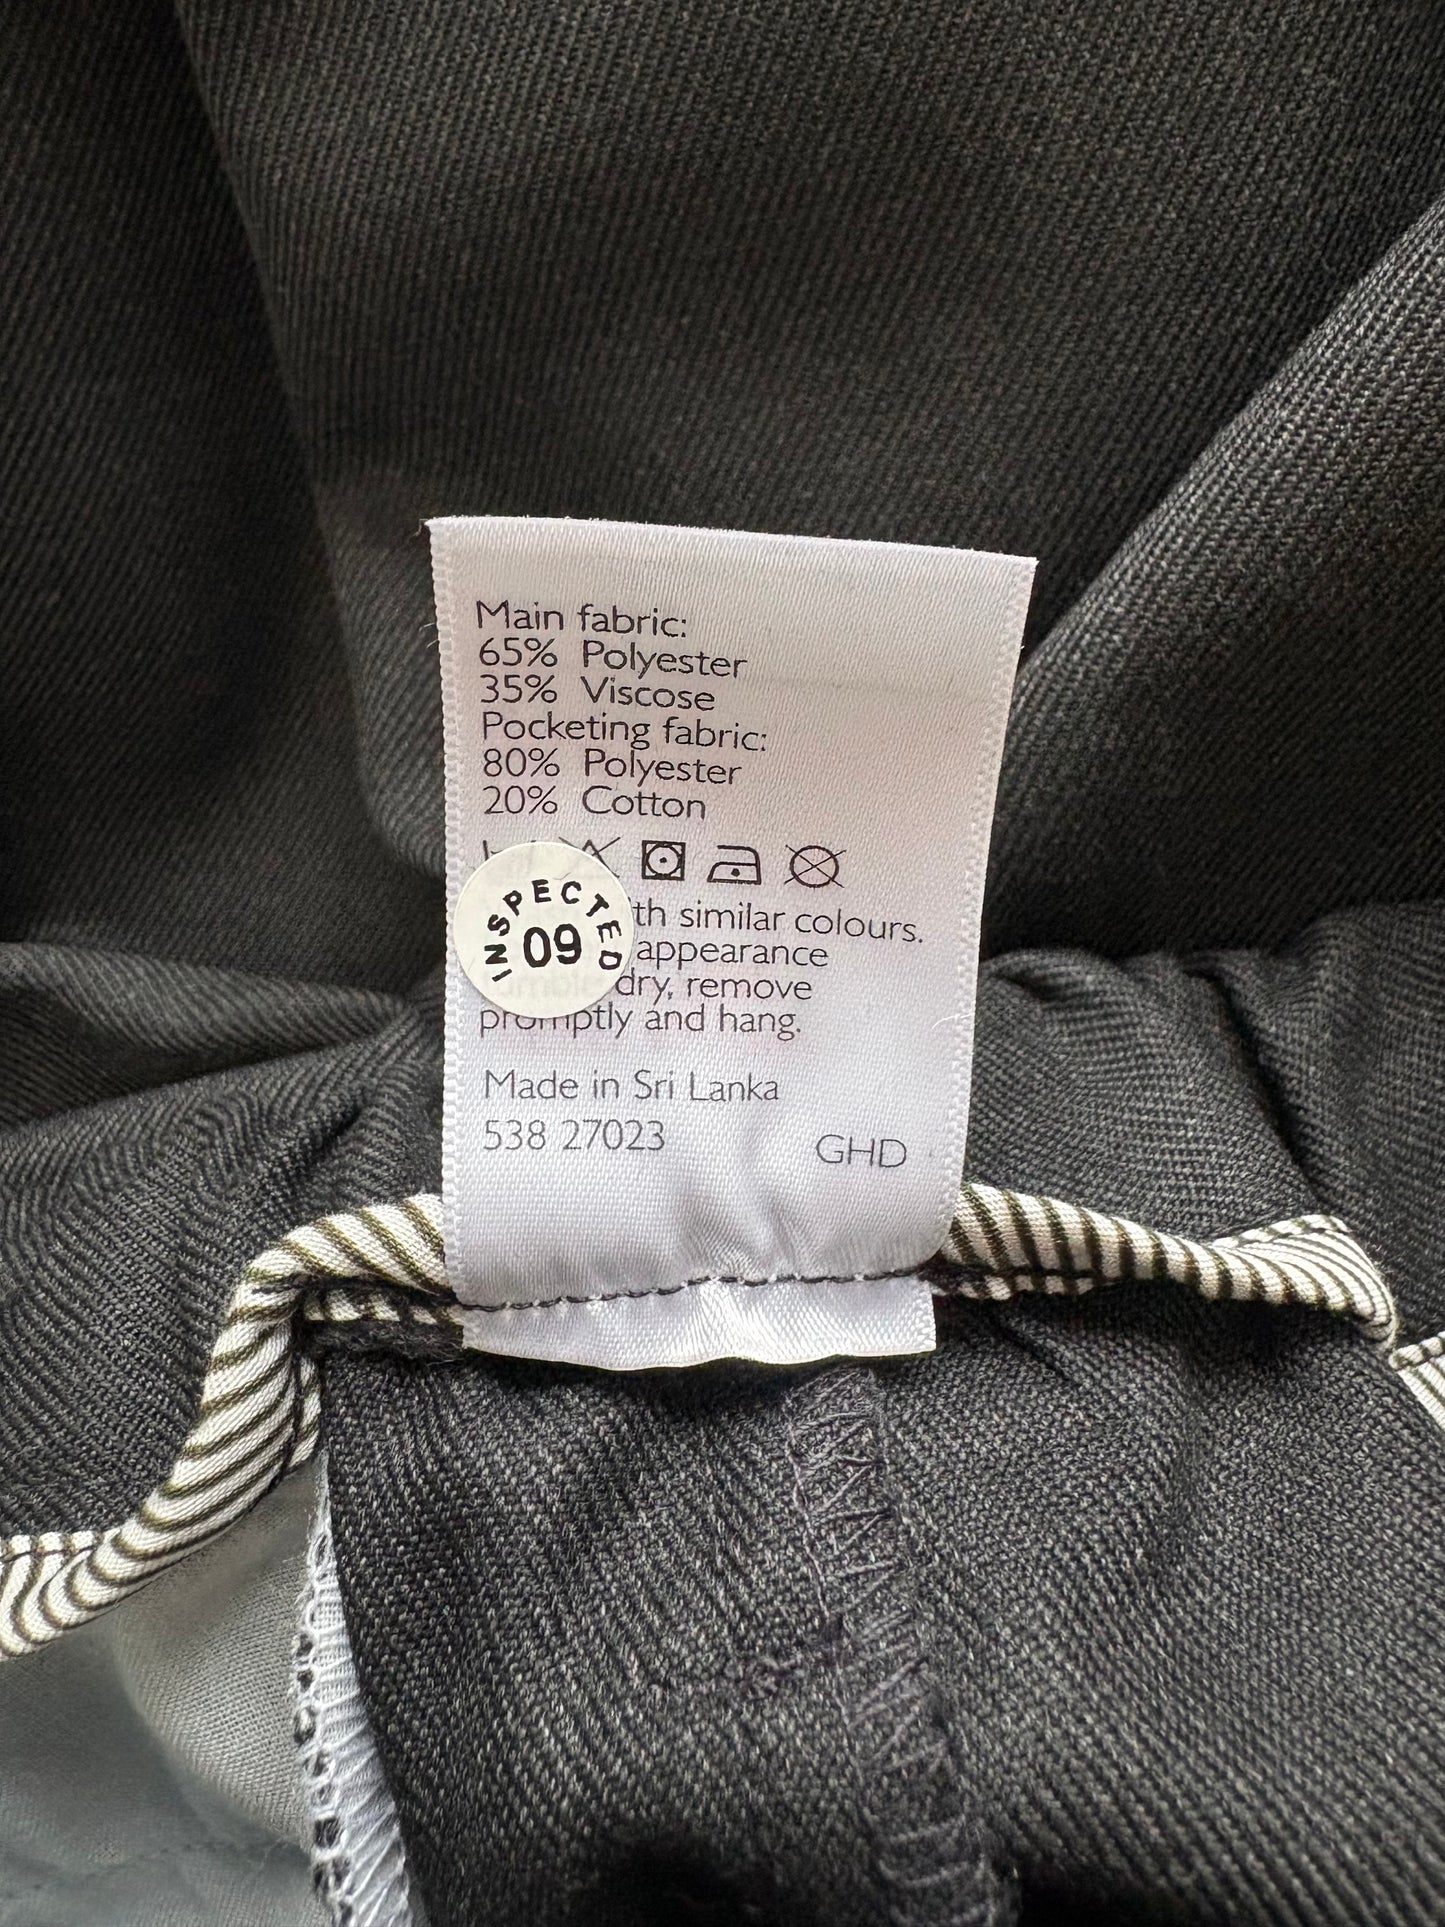 Main fabric:
65% Polyester
35% Viscose
Pocketing fabric:
80% Polyester
20% Cotton
th similar colours.
appearance
dry, remove
promptly and hang.
INSPECTED
09
Made in Sri Lanka
538 27023 GHD